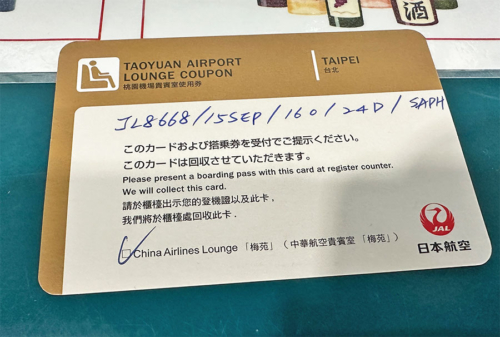 酒
TAOYUAN AIRPORT
LOUNGE COUPON
桃園機場貴賓室使用券
TAIPEI
台北
JL8668/15SEP/160/24D/SAPH
このカードおよび搭乗券を受付でご提示ください。
このカードは回収させていただきます。
Please present a boarding pass with this card at register counter.
We will collect this card.
請於櫃檯出示您的登機證以及此卡．
我們將於櫃檯處回收此卡．
China Airlines Lounge「梅苑」（中華航空貴賓室「梅苑」）
JAL
日本航空